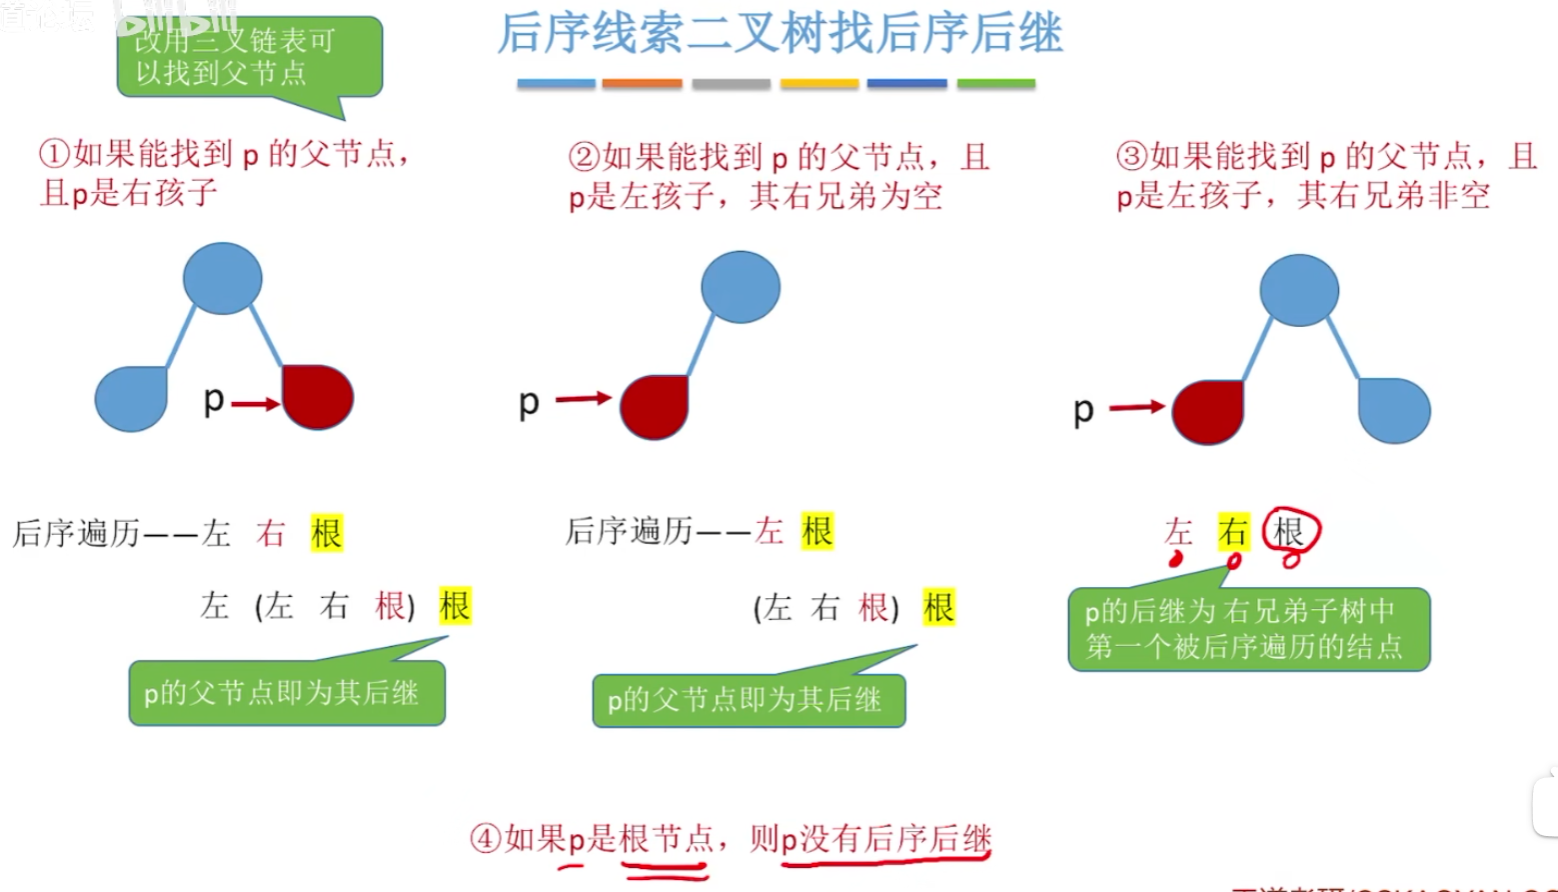 bilibili
改用三叉链表可
以找到父节点
后序线索二叉树找后序后继
①如果能找到 p 的父节点，
且p是右孩子
②如果能找到 p 的父节点，且
p是左孩子，其右兄弟为空
③如果能找到 p 的父节点，且
p是左孩子，其右兄弟非空
p
p
p
后序遍历——左 右 根
左 (左 右 根) 根
p的父节点即为其后继
后序遍历——左 根
(左 右 根) 根
p的父节点即为其后继
左 右 根
p的后继为 右兄弟子树中
第一个被后序遍历的结点
④如果p是根节点，则p没有后序后继